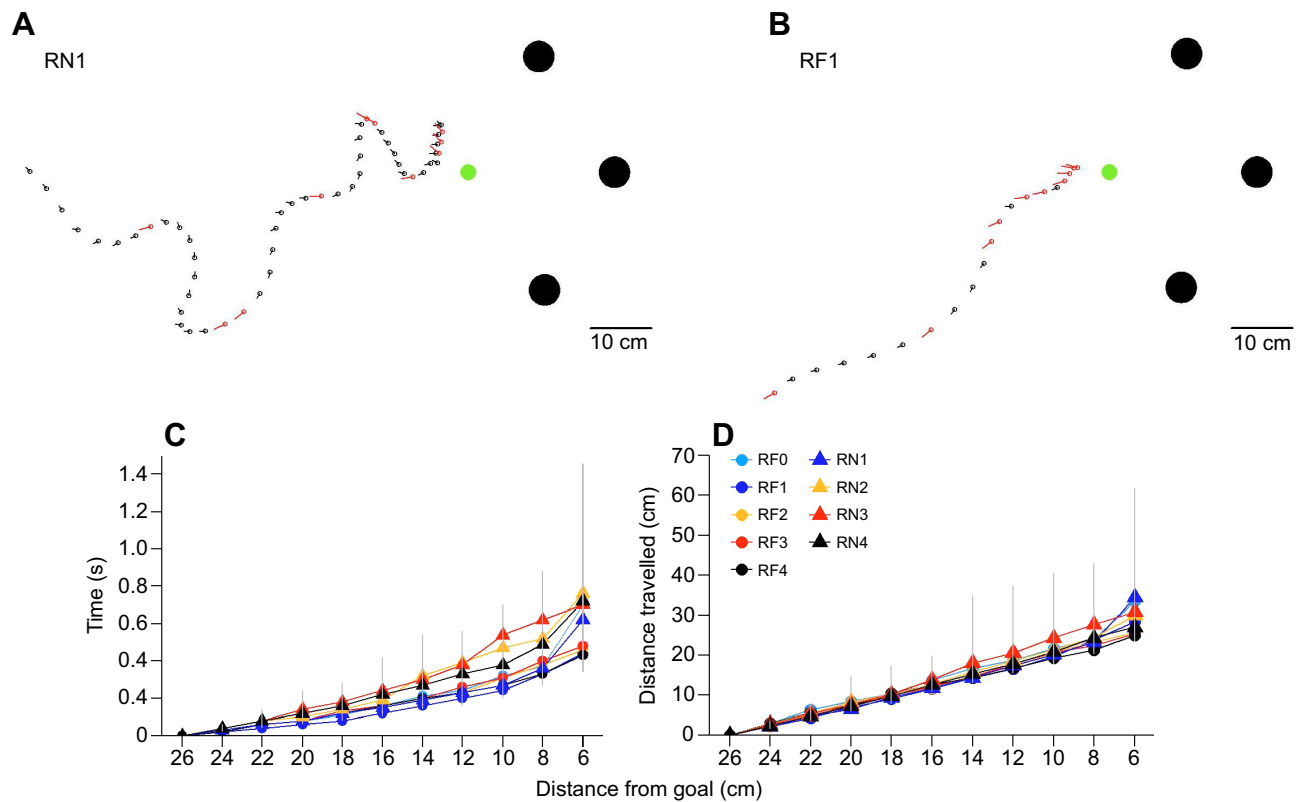 A
RN1
10 cm
B
RF1
10 cm
C
Time (s)
1.4
1.2
1.0
0.8
0.6
0.4
0.4
0
26 24 22 20 18 16 14 12 10 8 6
D
Distance travelled (cm)
70
60
50
40
30
20
10
0
RF0 RN1
RF1 RN2
RF2 RN3
RF3 RN4
RF4
26 24 22 20 18 16 14 12 10 8 6
Distance from goal (cm)